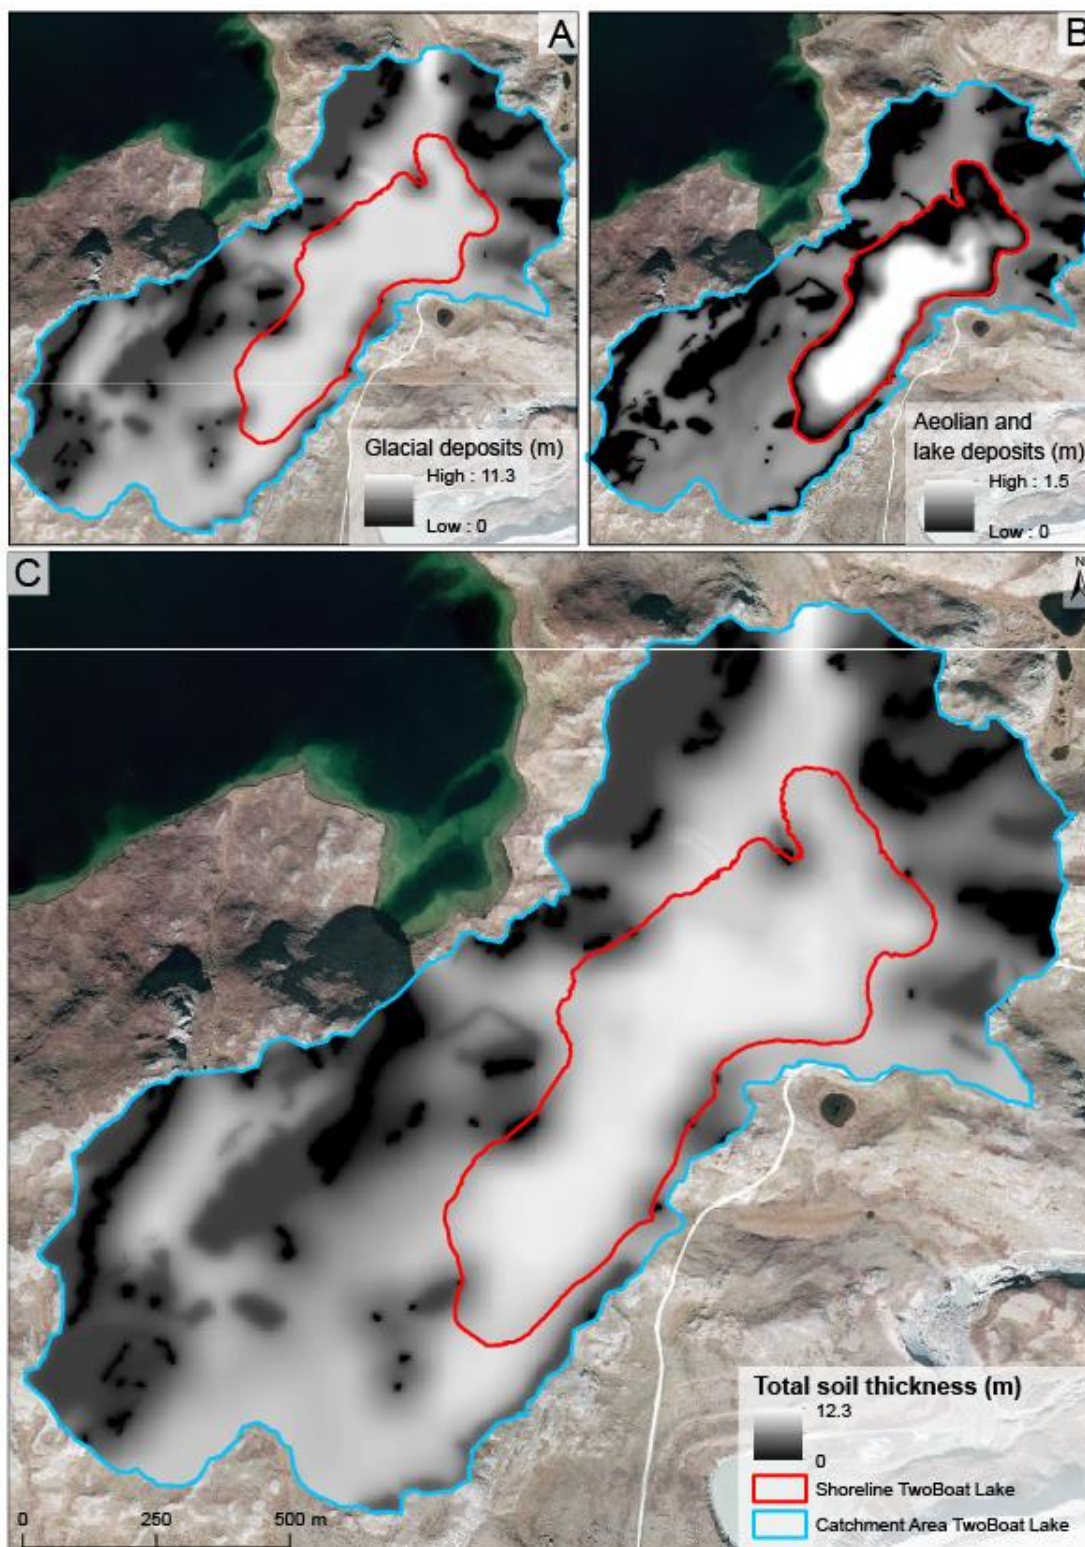 A
Glacial deposits (m)
High : 11.3
Low : 0
B
Aeolian and
lake deposits (m)
High : 1.5
Low : 0
C
N
Total soil thickness (m)
12.3
0
Shoreline TwoBoat Lake
Catchment Area TwoBoat Lake
0 250 500 m